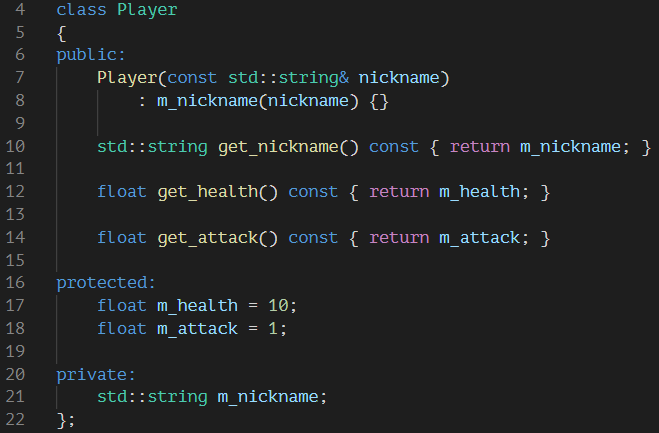 4 class Player
5 {
6 public:
7     Player(const std::string& nickname)
8         : m_nickname(nickname) {}
9
10     std::string get_nickname() const { return m_nickname; }
11
12     float get_health() const { return m_health; }
13
14     float get_attack() const { return m_attack; }
15
16 protected:
17     float m_health = 10;
18     float m_attack = 1;
19
20 private:
21     std::string m_nickname;
22 };